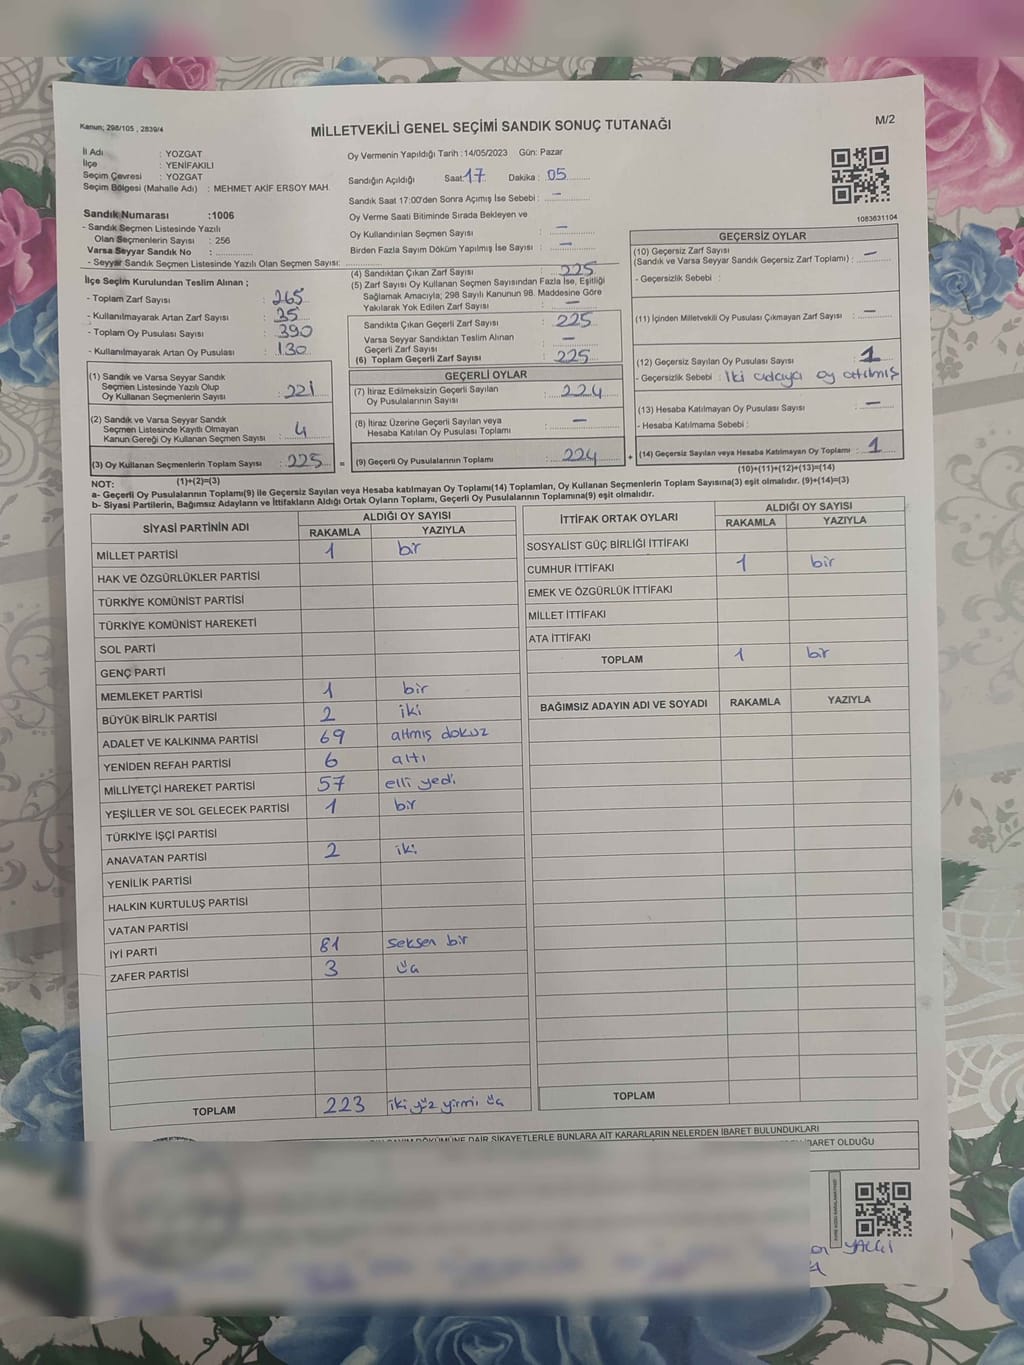 Kanun; 298/105 , 2839/4
MİLLETVEKİLİ GENEL SEÇİMİ SANDIK SONUÇ TUTANAĞI
M/2
İl Adı : YOZGAT
İlçe : YENİFAKILI
Seçim Çevresi : YOZGAT
Seçim Bölgesi (Mahalle Adı) : MEHMET AKİF ERSOY MAH.
Oy Vermenin Yapıldığı Tarih : 14/05/2023 Gün: Pazar
Sandığın Açıldığı Saat 17 Dakika : 05
Sandık Saat 17:00'den Sonra Açılmış İse Sebebi : —
Oy Verme Saati Bitiminde Sırada Bekleyen ve
Oy Kullandırılan Seçmen Sayısı : —
Birden Fazla Sayım Döküm Yapılmış İse Sayısı : —
1083631104
Sandık Numarası :1006
- Sandık Seçmen Listesinde Yazılı
Olan Seçmenlerin Sayısı : 256
Varsa Seyyar Sandık No :
- Seyyar Sandık Seçmen Listesinde Yazılı Olan Seçmen Sayısı:
İlçe Seçim Kurulundan Teslim Alınan ;
- Toplam Zarf Sayısı : 265
- Kullanılmayarak Artan Zarf Sayısı : 35
- Toplam Oy Pusulası Sayısı : 390
- Kullanılmayarak Artan Oy Pusulası : 130
(1) Sandık ve Varsa Seyyar Sandık
Seçmen Listesinde Yazılı Olup
Oy Kullanan Seçmenlerin Sayısı : 221
(2) Sandık ve Varsa Seyyar Sandık
Seçmen Listesinde Kayıtlı Olmayan
Kanun Gereği Oy Kullanan Seçmen Sayısı : 4
(3) Oy Kullanan Seçmenlerin Toplam Sayısı : 225 =
(1)+(2)=(3)
(4) Sandıktan Çıkan Zarf Sayısı : 225
(5) Zarf Sayısı Oy Kullanan Seçmen Sayısından Fazla İse, Eşitliği
Sağlamak Amacıyla; 298 Sayılı Kanunun 98. Maddesine Göre
Yakılarak Yok Edilen Zarf Sayısı : —
Sandıkta Çıkan Geçerli Zarf Sayısı : 225
Varsa Seyyar Sandıktan Teslim Alınan
Geçerli Zarf Sayısı : —
(6) Toplam Geçerli Zarf Sayısı : 225
GEÇERLİ OYLAR
(7) İtiraz Edilmeksizin Geçerli Sayılan
Oy Pusulalarının Sayısı : 224
(8) İtiraz Üzerine Geçerli Sayılan veya
Hesaba Katılan Oy Pusulası Toplamı : —
(9) Geçerli Oy Pusulalarının Toplamı : 224 +
GEÇERSİZ OYLAR
(10) Geçersiz Zarf Sayısı
(Sandık ve Varsa Seyyar Sandık Geçersiz Zarf Toplamı) : —
- Geçersizlik Sebebi :
(11) İçinden Milletvekili Oy Pusulası Çıkmayan Zarf Sayısı : —
(12) Geçersiz Sayılan Oy Pusulası Sayısı : 1
- Geçersizlik Sebebi : İki adaya oy atılmış
(13) Hesaba Katılmayan Oy Pusulası Sayısı : —
- Hesaba Katılmama Sebebi :
(14) Geçersiz Sayılan veya Hesaba Katılmayan Oy Toplamı : 1
(10)+(11)+(12)+(13)=(14)
NOT:
a- Geçerli Oy Pusulalarının Toplamı(9) ile Geçersiz Sayılan veya Hesaba katılmayan Oy Toplamı(14) Toplamları, Oy Kullanan Seçmenlerin Toplam Sayısına(3) eşit olmalıdır. (9)+(14)=(3)
b- Siyasi Partilerin, Bağımsız Adayların ve İttifakların Aldığı Ortak Oyların Toplamı, Geçerli Oy Pusulalarının Toplamına(9) eşit olmalıdır.
SİYASİ PARTİNİN ADI ALDIĞI OY SAYISI
RAKAMLA YAZIYLA
MİLLET PARTİSİ 1 bir
HAK VE ÖZGÜRLÜKLER PARTİSİ
TÜRKİYE KOMÜNİST PARTİSİ
TÜRKİYE KOMÜNİST HAREKETİ
SOL PARTİ
GENÇ PARTİ
MEMLEKET PARTİSİ 1 bir
BÜYÜK BİRLİK PARTİSİ 2 iki
ADALET VE KALKINMA PARTİSİ 69 altmış dokuz
YENİDEN REFAH PARTİSİ 6 altı
MİLLİYETÇİ HAREKET PARTİSİ 57 elli yedi
YEŞİLLER VE SOL GELECEK PARTİSİ 1 bir
TÜRKİYE İŞÇİ PARTİSİ
ANAVATAN PARTİSİ 2 iki
YENİLİK PARTİSİ
HALKIN KURTULUŞ PARTİSİ
VATAN PARTİSİ
İYİ PARTİ 81 seksen bir
ZAFER PARTİSİ 3 üç
TOPLAM 223 iki yüz yirmi üç
İTTİFAK ORTAK OYLARI ALDIĞI OY SAYISI
RAKAMLA YAZIYLA
SOSYALİST GÜÇ BİRLİĞİ İTTİFAKI
CUMHUR İTTİFAKI 1 bir
EMEK VE ÖZGÜRLÜK İTTİFAKI
MİLLET İTTİFAKI
ATA İTTİFAKI
TOPLAM 1 bir
BAĞIMSIZ ADAYIN ADI VE SOYADI RAKAMLA YAZIYLA
TOPLAM
DÖKÜMÜNE DAİR ŞİKAYETLERLE BUNLARA AİT KARARLARIN NELERDEN İBARET BULUNDUKLARI
İBARET OLDUĞU